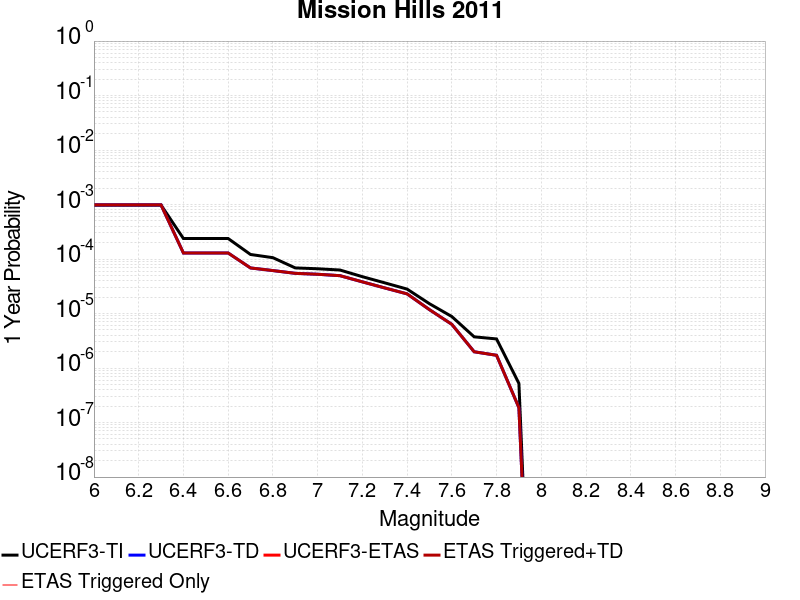 Mission Hills 2011
10^0
10^-1
10^-2
10^-3
10^-4
10^-5
10^-6
10^-7
10^-8
1 Year Probability
6 6.2 6.4 6.6 6.8 7 7.2 7.4 7.6 7.8 8 8.2 8.4 8.6 8.8 9
Magnitude
UCERF3-TI UCERF3-TD UCERF3-ETAS ETAS Triggered+TD
ETAS Triggered Only